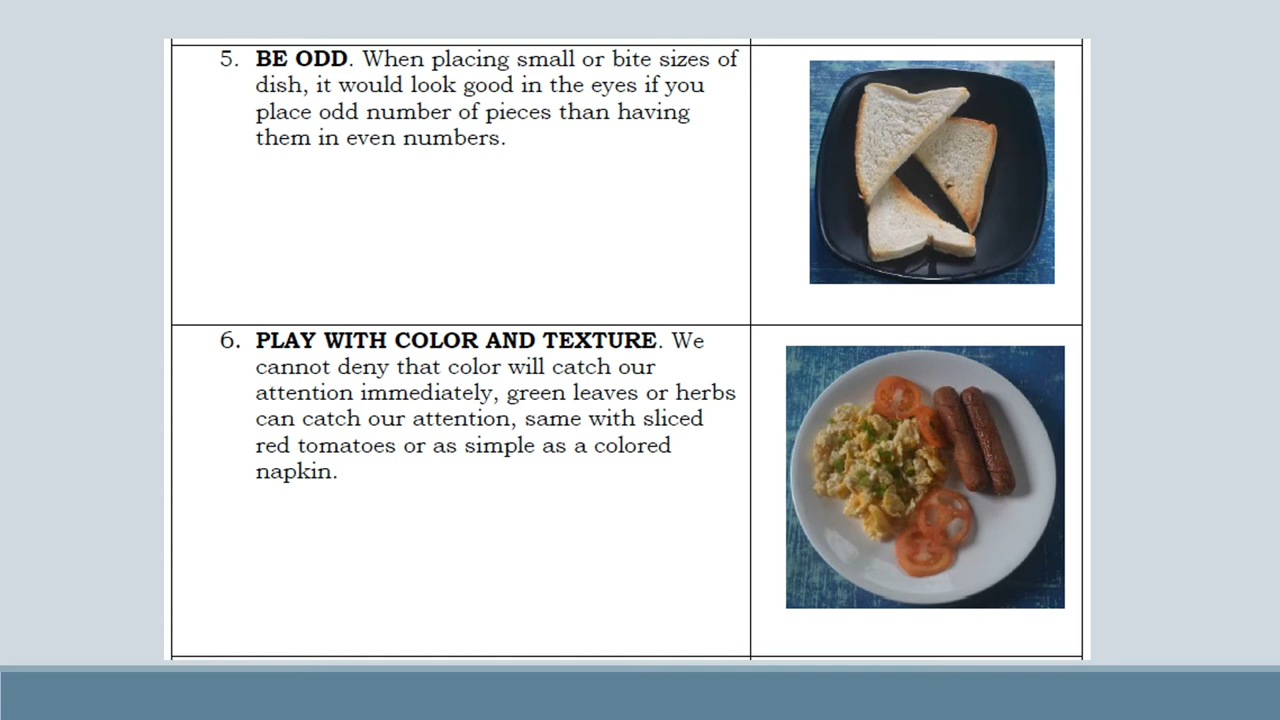 5. BE ODD. When placing small or bite sizes of
dish, it would look good in the eyes if you
place odd number of pieces than having
them in even numbers.
6. PLAY WITH COLOR AND TEXTURE. We
cannot deny that color will catch our
attention immediately, green leaves or herbs
can catch our attention, same with sliced
red tomatoes or as simple as a colored
napkin.